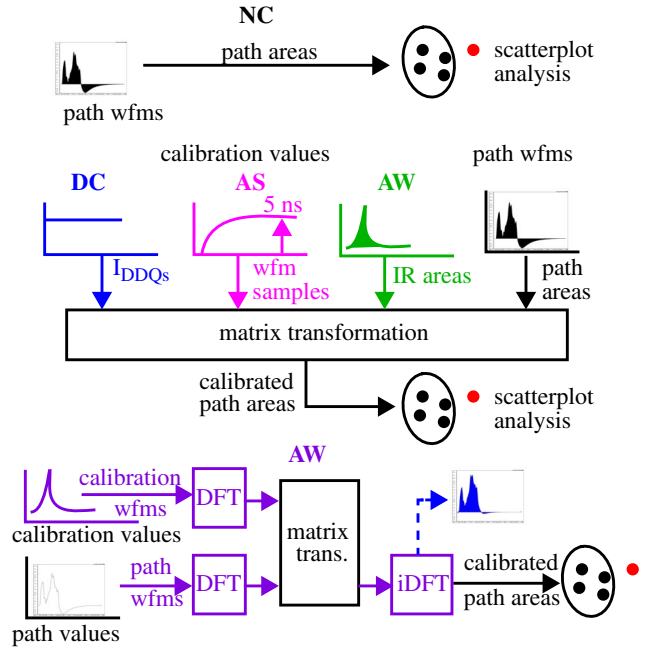 NC
path areas
scatterplot
analysis
path wfms
calibration values
path wfms
DC
AS
AW
5 ns
IDDQs
wfm
samples
IR areas
path
areas
matrix transformation
calibrated
path areas
scatterplot
analysis
AW
calibration
wfms
DFT
calibration values
matrix
trans.
path
wfms
DFT
iDFT
calibrated
path areas
path values